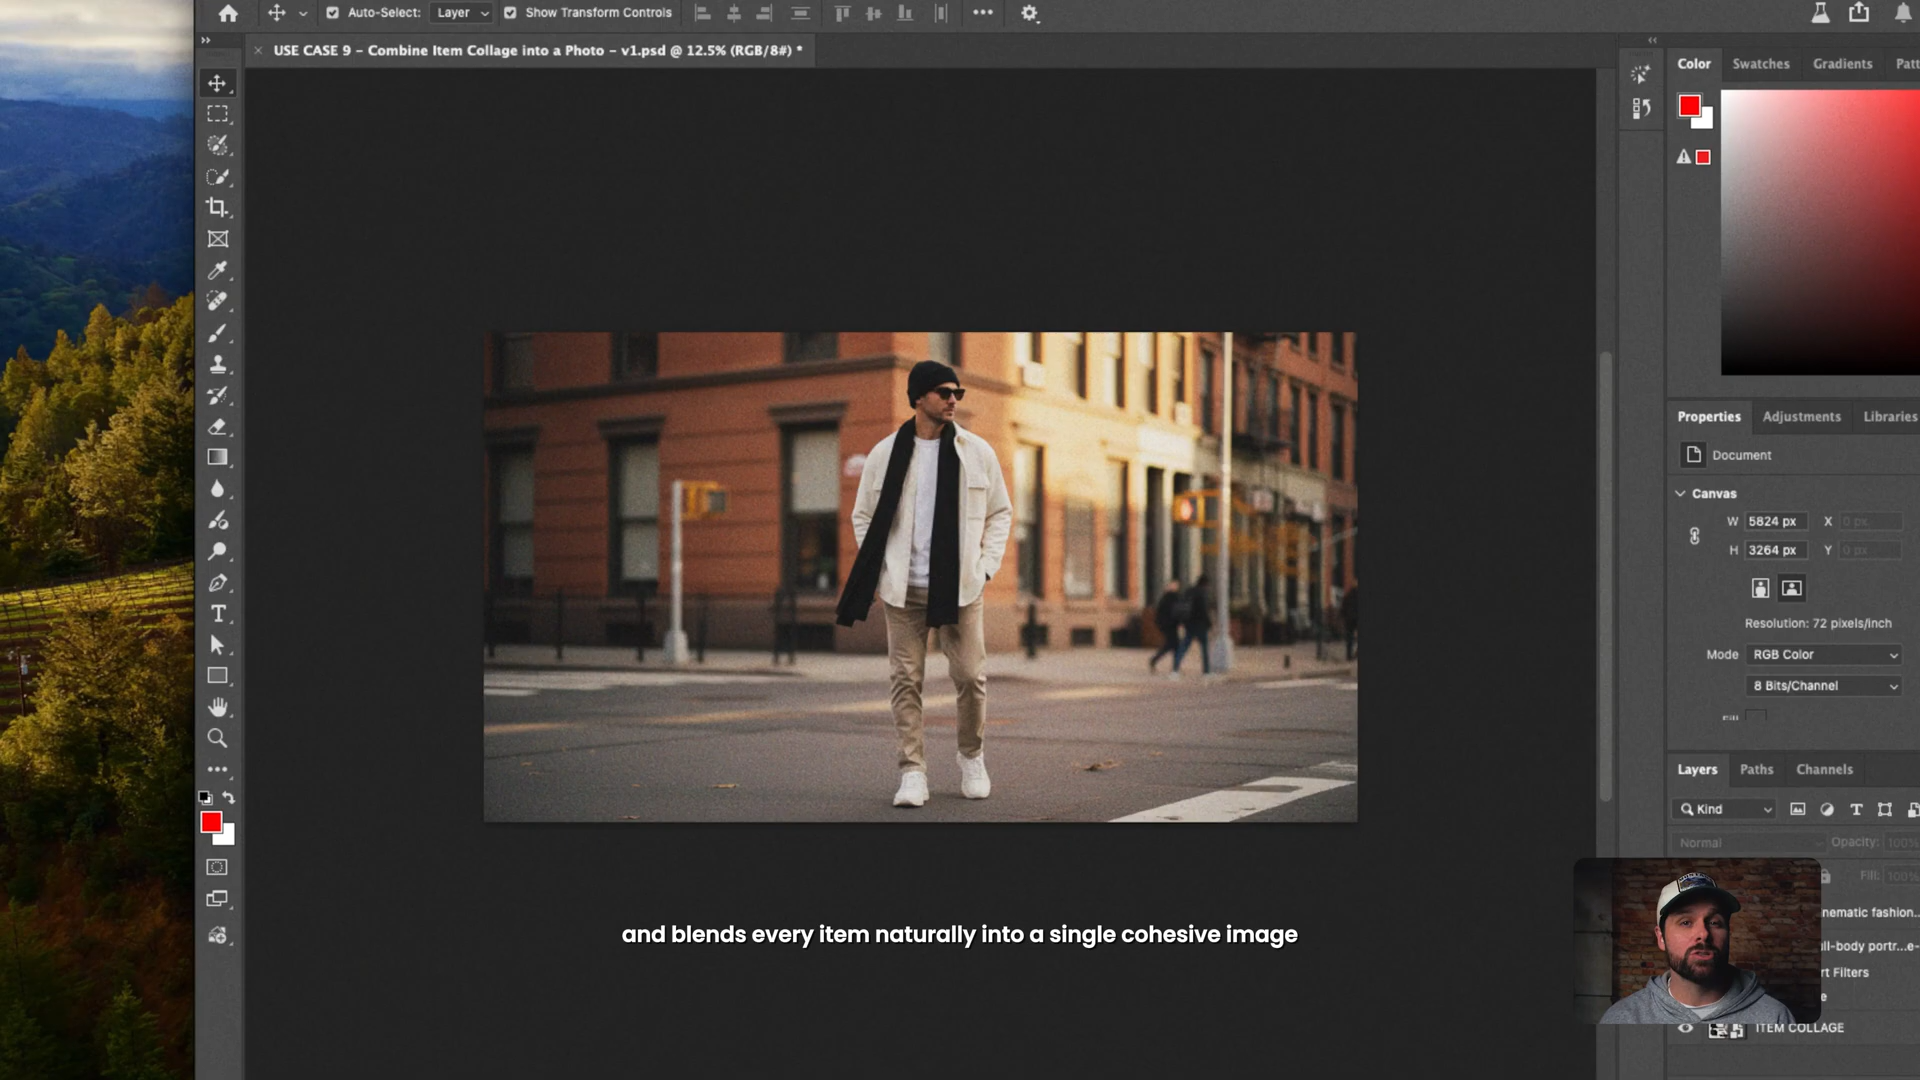 Auto-Select:
Layer
Show Transform Controls
USE CASE 9 – Combine Item Collage into a Photo – v1.psd @ 12.5% (RGB/8#) *
Color
Swatches
Gradients
Patt
Properties
Adjustments
Libraries
Document
Canvas
W
5824 px
X
0 px
H
3264 px
Y
0 px
Resolution: 72 pixels/inch
Mode
RGB Color
8 Bits/Channel
Layers
Paths
Channels
Kind
Normal
Opacity:
100%
Fill:
100%
nematic fashion...
ull-body portr...e-
rt Filters
e
ITEM COLLAGE
and blends every item naturally into a single cohesive image